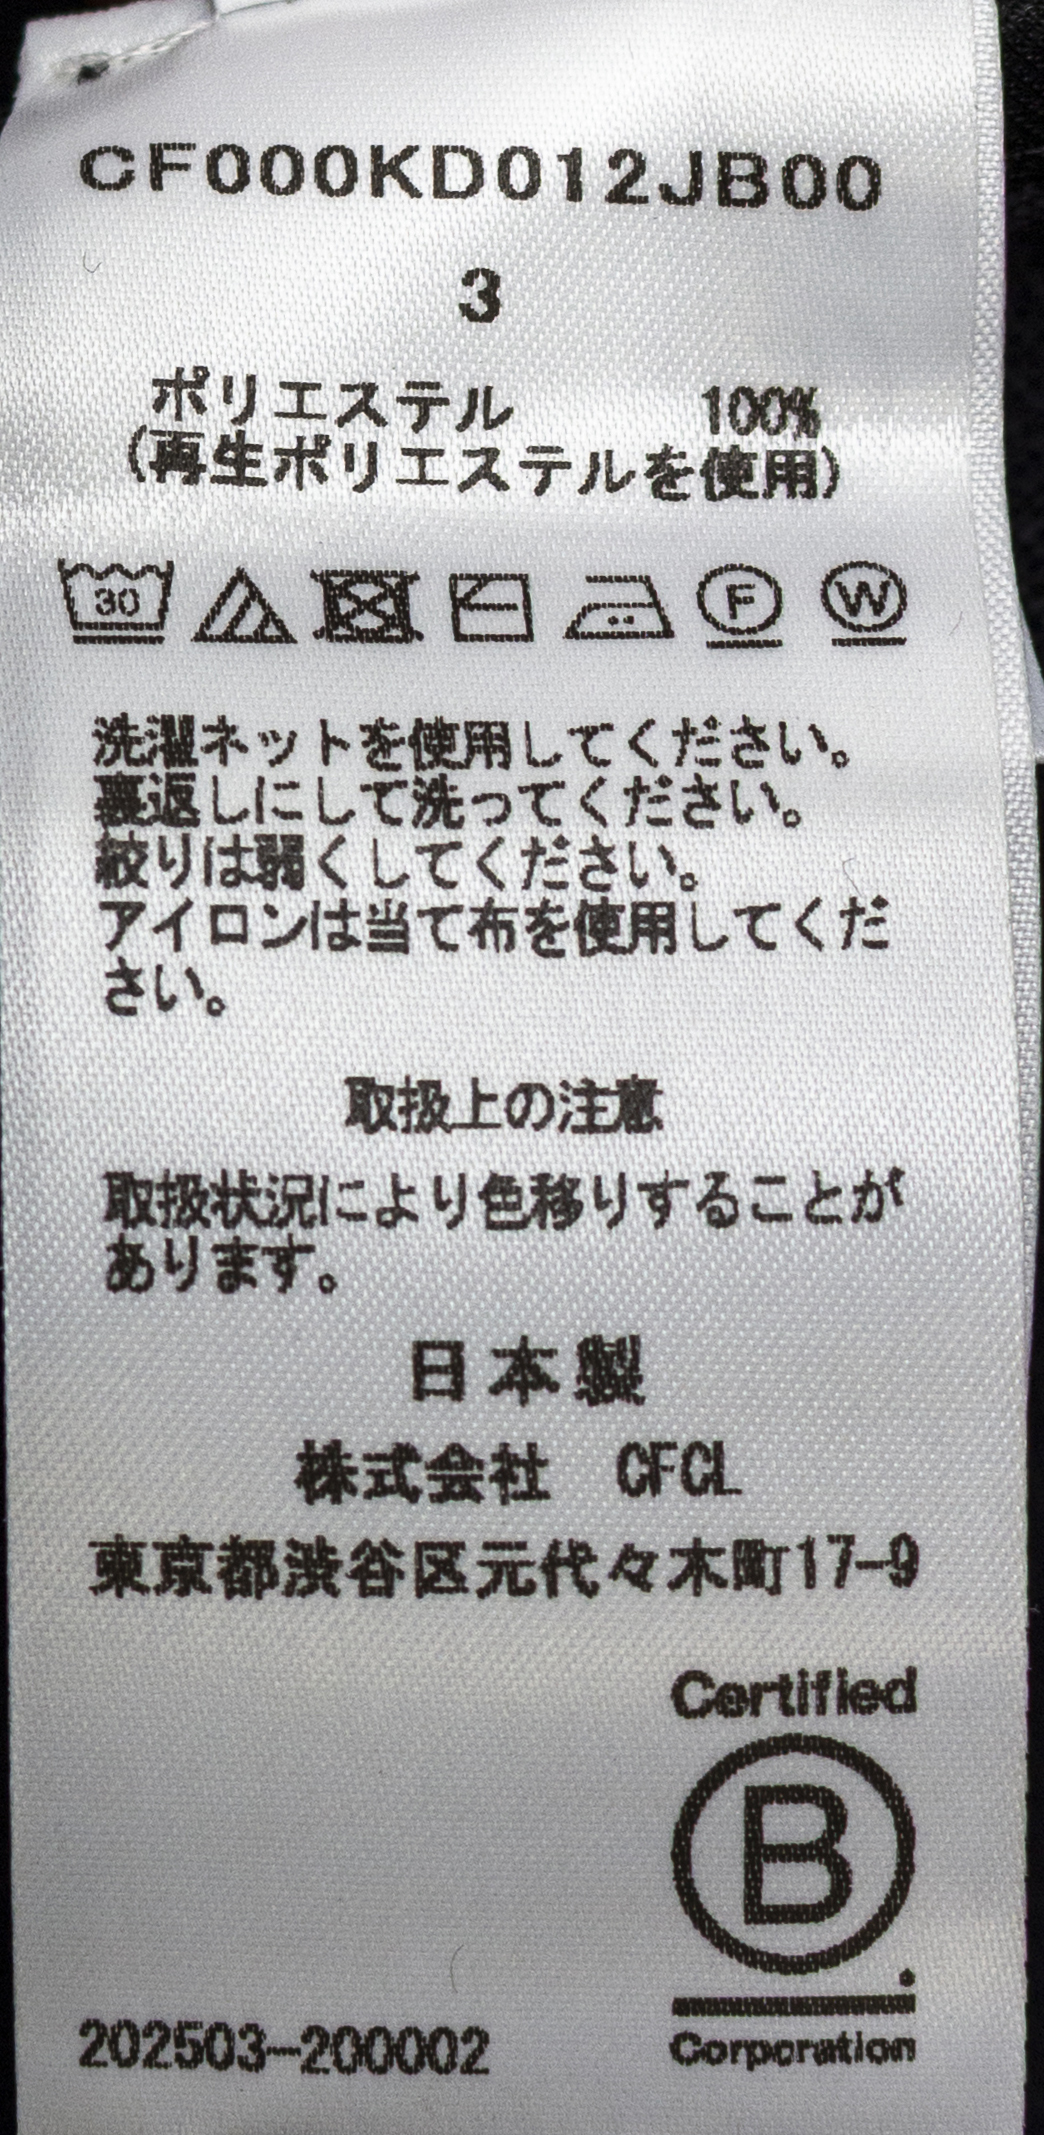 CF000KD012JB00
3
ポリエステル 100%
(再生ポリエステルを使用)
30 F W
洗濯ネットを使用してください。
裏返しにして洗ってください。
絞りは弱くしてください。
アイロンは当て布を使用してくだ
さい。
取扱上の注意
取扱状況により色移りすることが
あります。
日本製
株式会社 CFCL
東京都渋谷区元代々木町17-9
Certified
B
Corporation
202503-200002